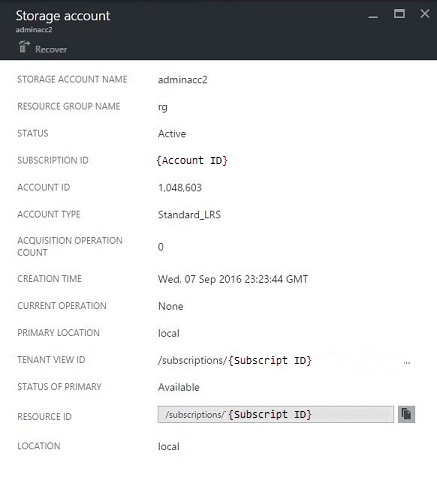 Storage account
adminacc2
Recover
STORAGE ACCOUNT NAME adminacc2
RESOURCE GROUP NAME rg
STATUS Active
SUBSCRIPTION ID {Account ID}
ACCOUNT ID 1,048,603
ACCOUNT TYPE Standard_LRS
ACQUISITION OPERATION
COUNT 0
CREATION TIME Wed, 07 Sep 2016 23:23:44 GMT
CURRENT OPERATION None
PRIMARY LOCATION local
TENANT VIEW ID /subscriptions/{Subscript ID} ...
STATUS OF PRIMARY Available
RESOURCE ID /subscriptions/{Subscript ID}
LOCATION local